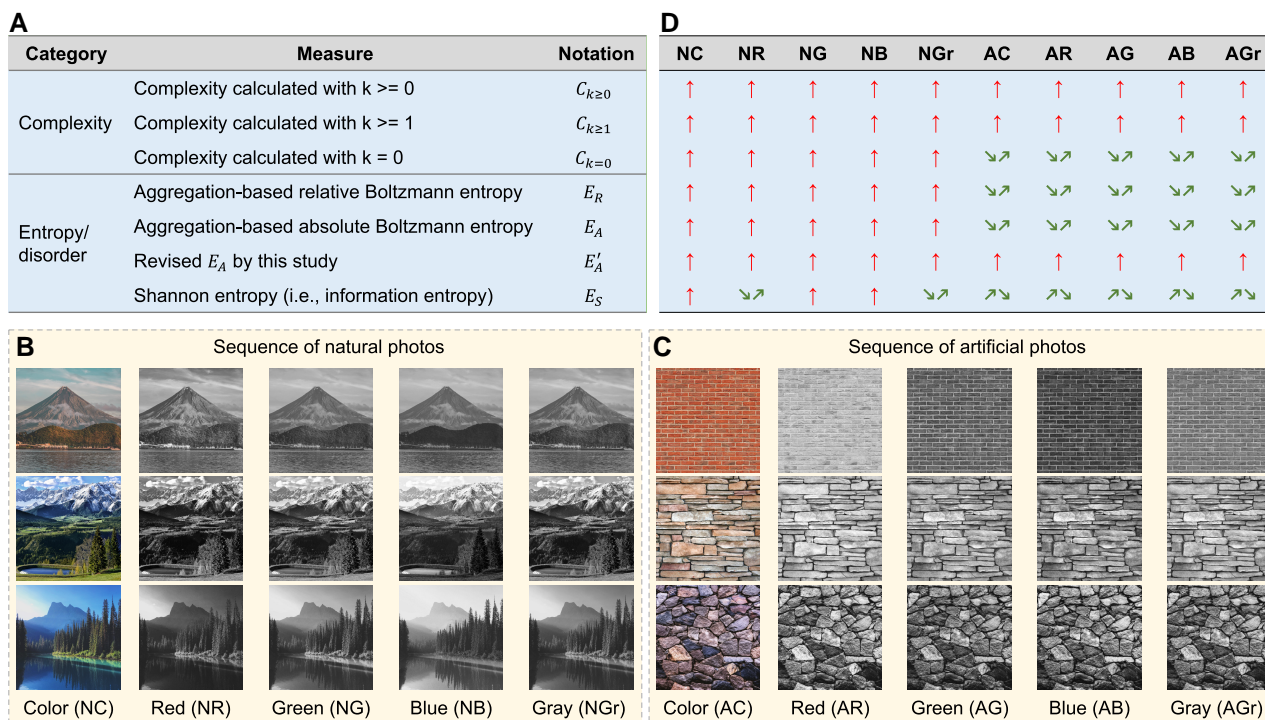 A
Category Measure Notation
Complexity calculated with k >= 0 C_{k≥0}
Complexity Complexity calculated with k >= 1 C_{k≥1}
Complexity calculated with k = 0 C_{k=0}
Aggregation-based relative Boltzmann entropy E_R
Entropy/
disorder
Aggregation-based absolute Boltzmann entropy E_A
Revised E_A by this study E'_A
Shannon entropy (i.e., information entropy) E_S
D
NC NR NG NB NGr AC AR AG AB AGr
↑ ↑ ↑ ↑ ↑ ↑ ↑ ↑ ↑ ↑
↑ ↑ ↑ ↑ ↑ ↑ ↑ ↑ ↑ ↑
↑ ↑ ↑ ↑ ↑ ↘↗ ↘↗ ↘↗ ↘↗ ↘↗
↑ ↑ ↑ ↑ ↑ ↘↗ ↘↗ ↘↗ ↘↗ ↘↗
↑ ↑ ↑ ↑ ↑ ↘↗ ↘↗ ↘↗ ↘↗ ↘↗
↑ ↑ ↑ ↑ ↑ ↑ ↑ ↑ ↑ ↑
↑ ↘↗ ↑ ↑ ↘↗ ↗↘ ↗↘ ↗↘ ↗↘ ↗↘
B
Sequence of natural photos
Color (NC) Red (NR) Green (NG) Blue (NB) Gray (NGr)
C
Sequence of artificial photos
Color (AC) Red (AR) Green (AG) Blue (AB) Gray (AGr)